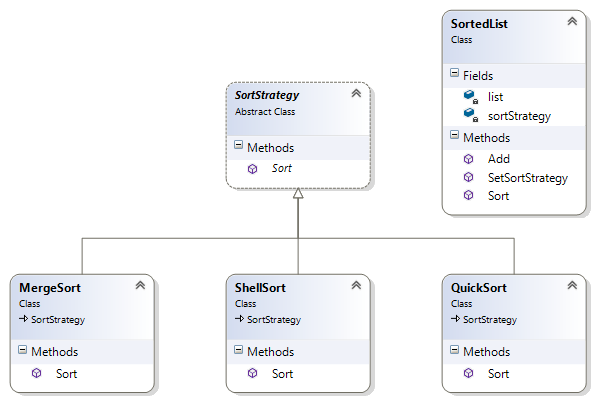 SortedList
Class
Fields
list
sortStrategy
Methods
Add
SetSortStrategy
Sort
SortStrategy
Abstract Class
Methods
Sort
MergeSort
Class
SortStrategy
Methods
Sort
ShellSort
Class
SortStrategy
Methods
Sort
QuickSort
Class
SortStrategy
Methods
Sort